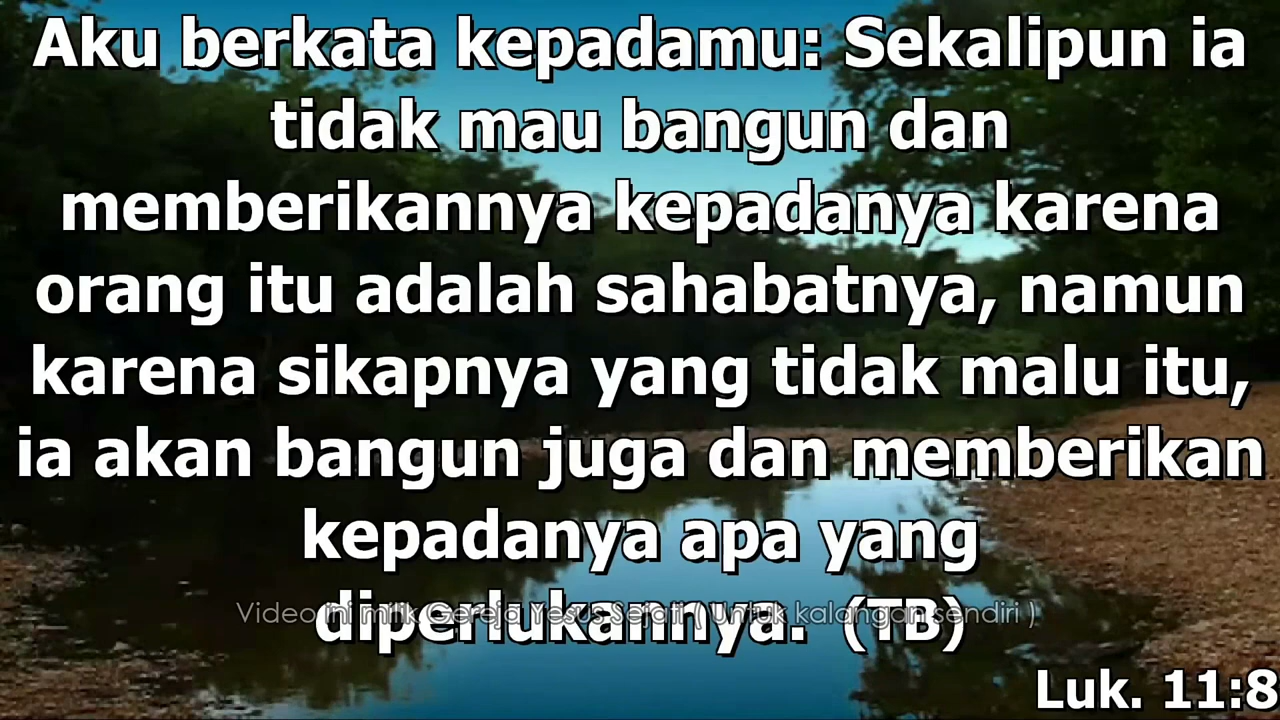 Aku berkata kepadamu: Sekalipun ia
tidak mau bangun dan
memberikannya kepadanya karena
orang itu adalah sahabatnya, namun
karena sikapnya yang tidak malu itu,
ia akan bangun juga dan memberikan
kepadanya apa yang
diperlukannya. (TB)
Video ini milik Gereja Yesus Sejati ( Untuk kalangan sendiri )
Luk. 11:8